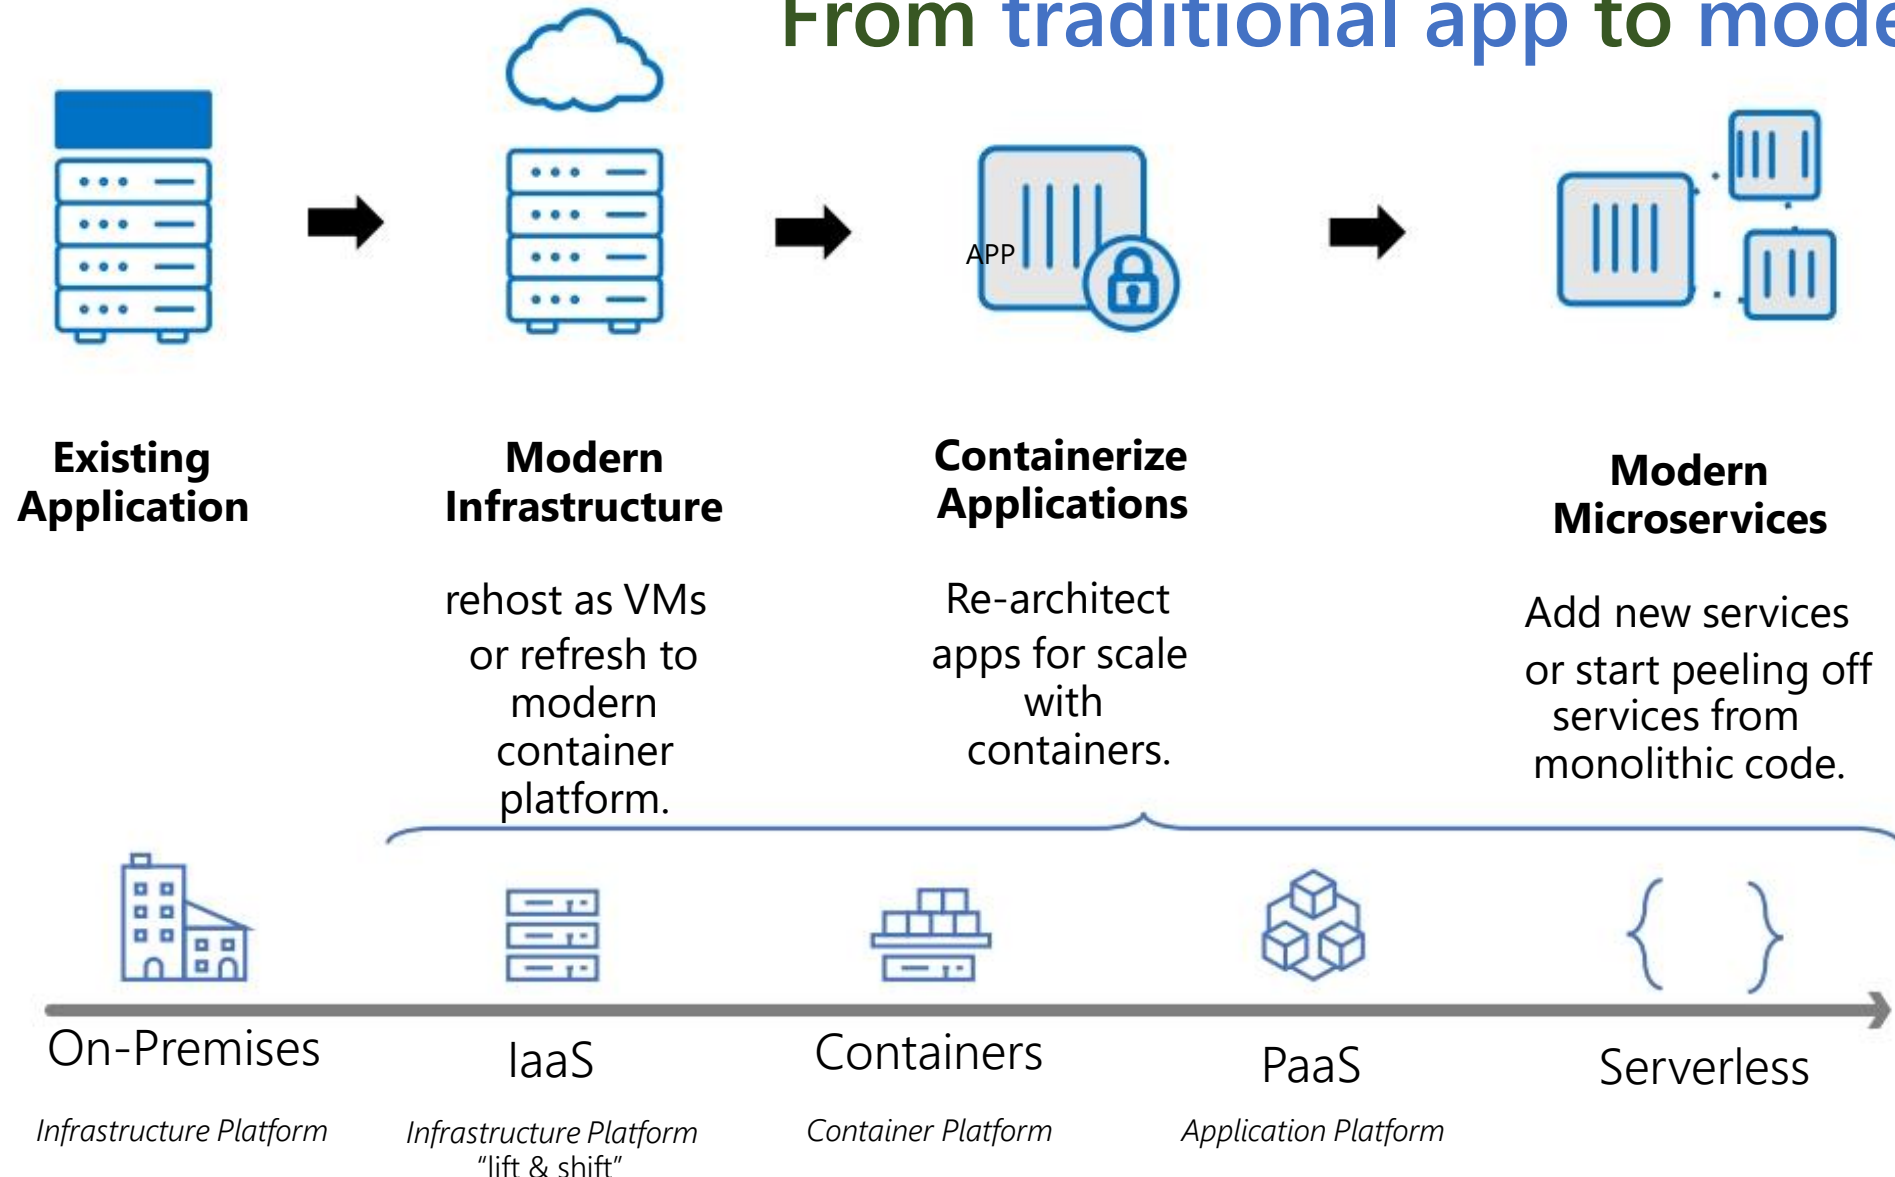 From traditional app to mode
APP
Existing
Application
Modern
Infrastructure
rehost as VMs
or refresh to
modern
container
platform.
Containerize
Applications
Re-architect
apps for scale
with
containers.
Modern
Microservices
Add new services
or start peeling off
services from
monolithic code.
On-Premises
Infrastructure Platform
IaaS
Infrastructure Platform
“lift & shift”
Containers
Container Platform
PaaS
Application Platform
Serverless